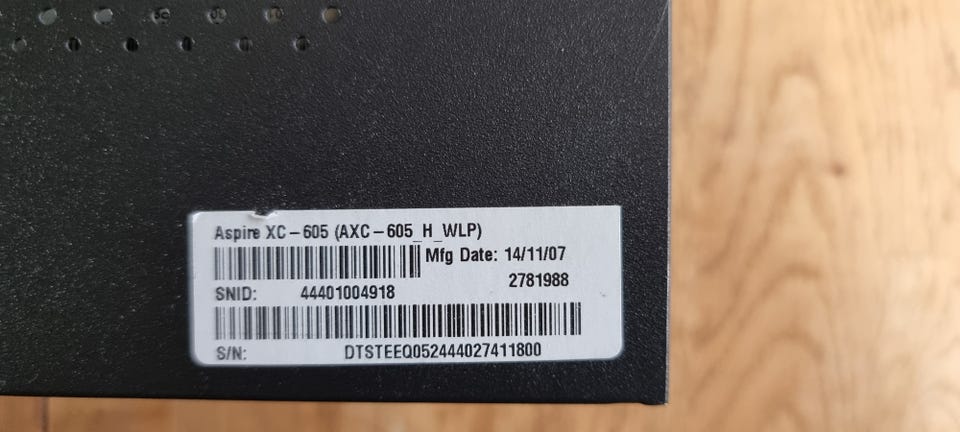 Aspire XC-605 (AXC-605_H_WLP)
Mfg Date: 14/11/07
2781988
SNID: 44401004918
S/N: DTSTEEQ052444027411800